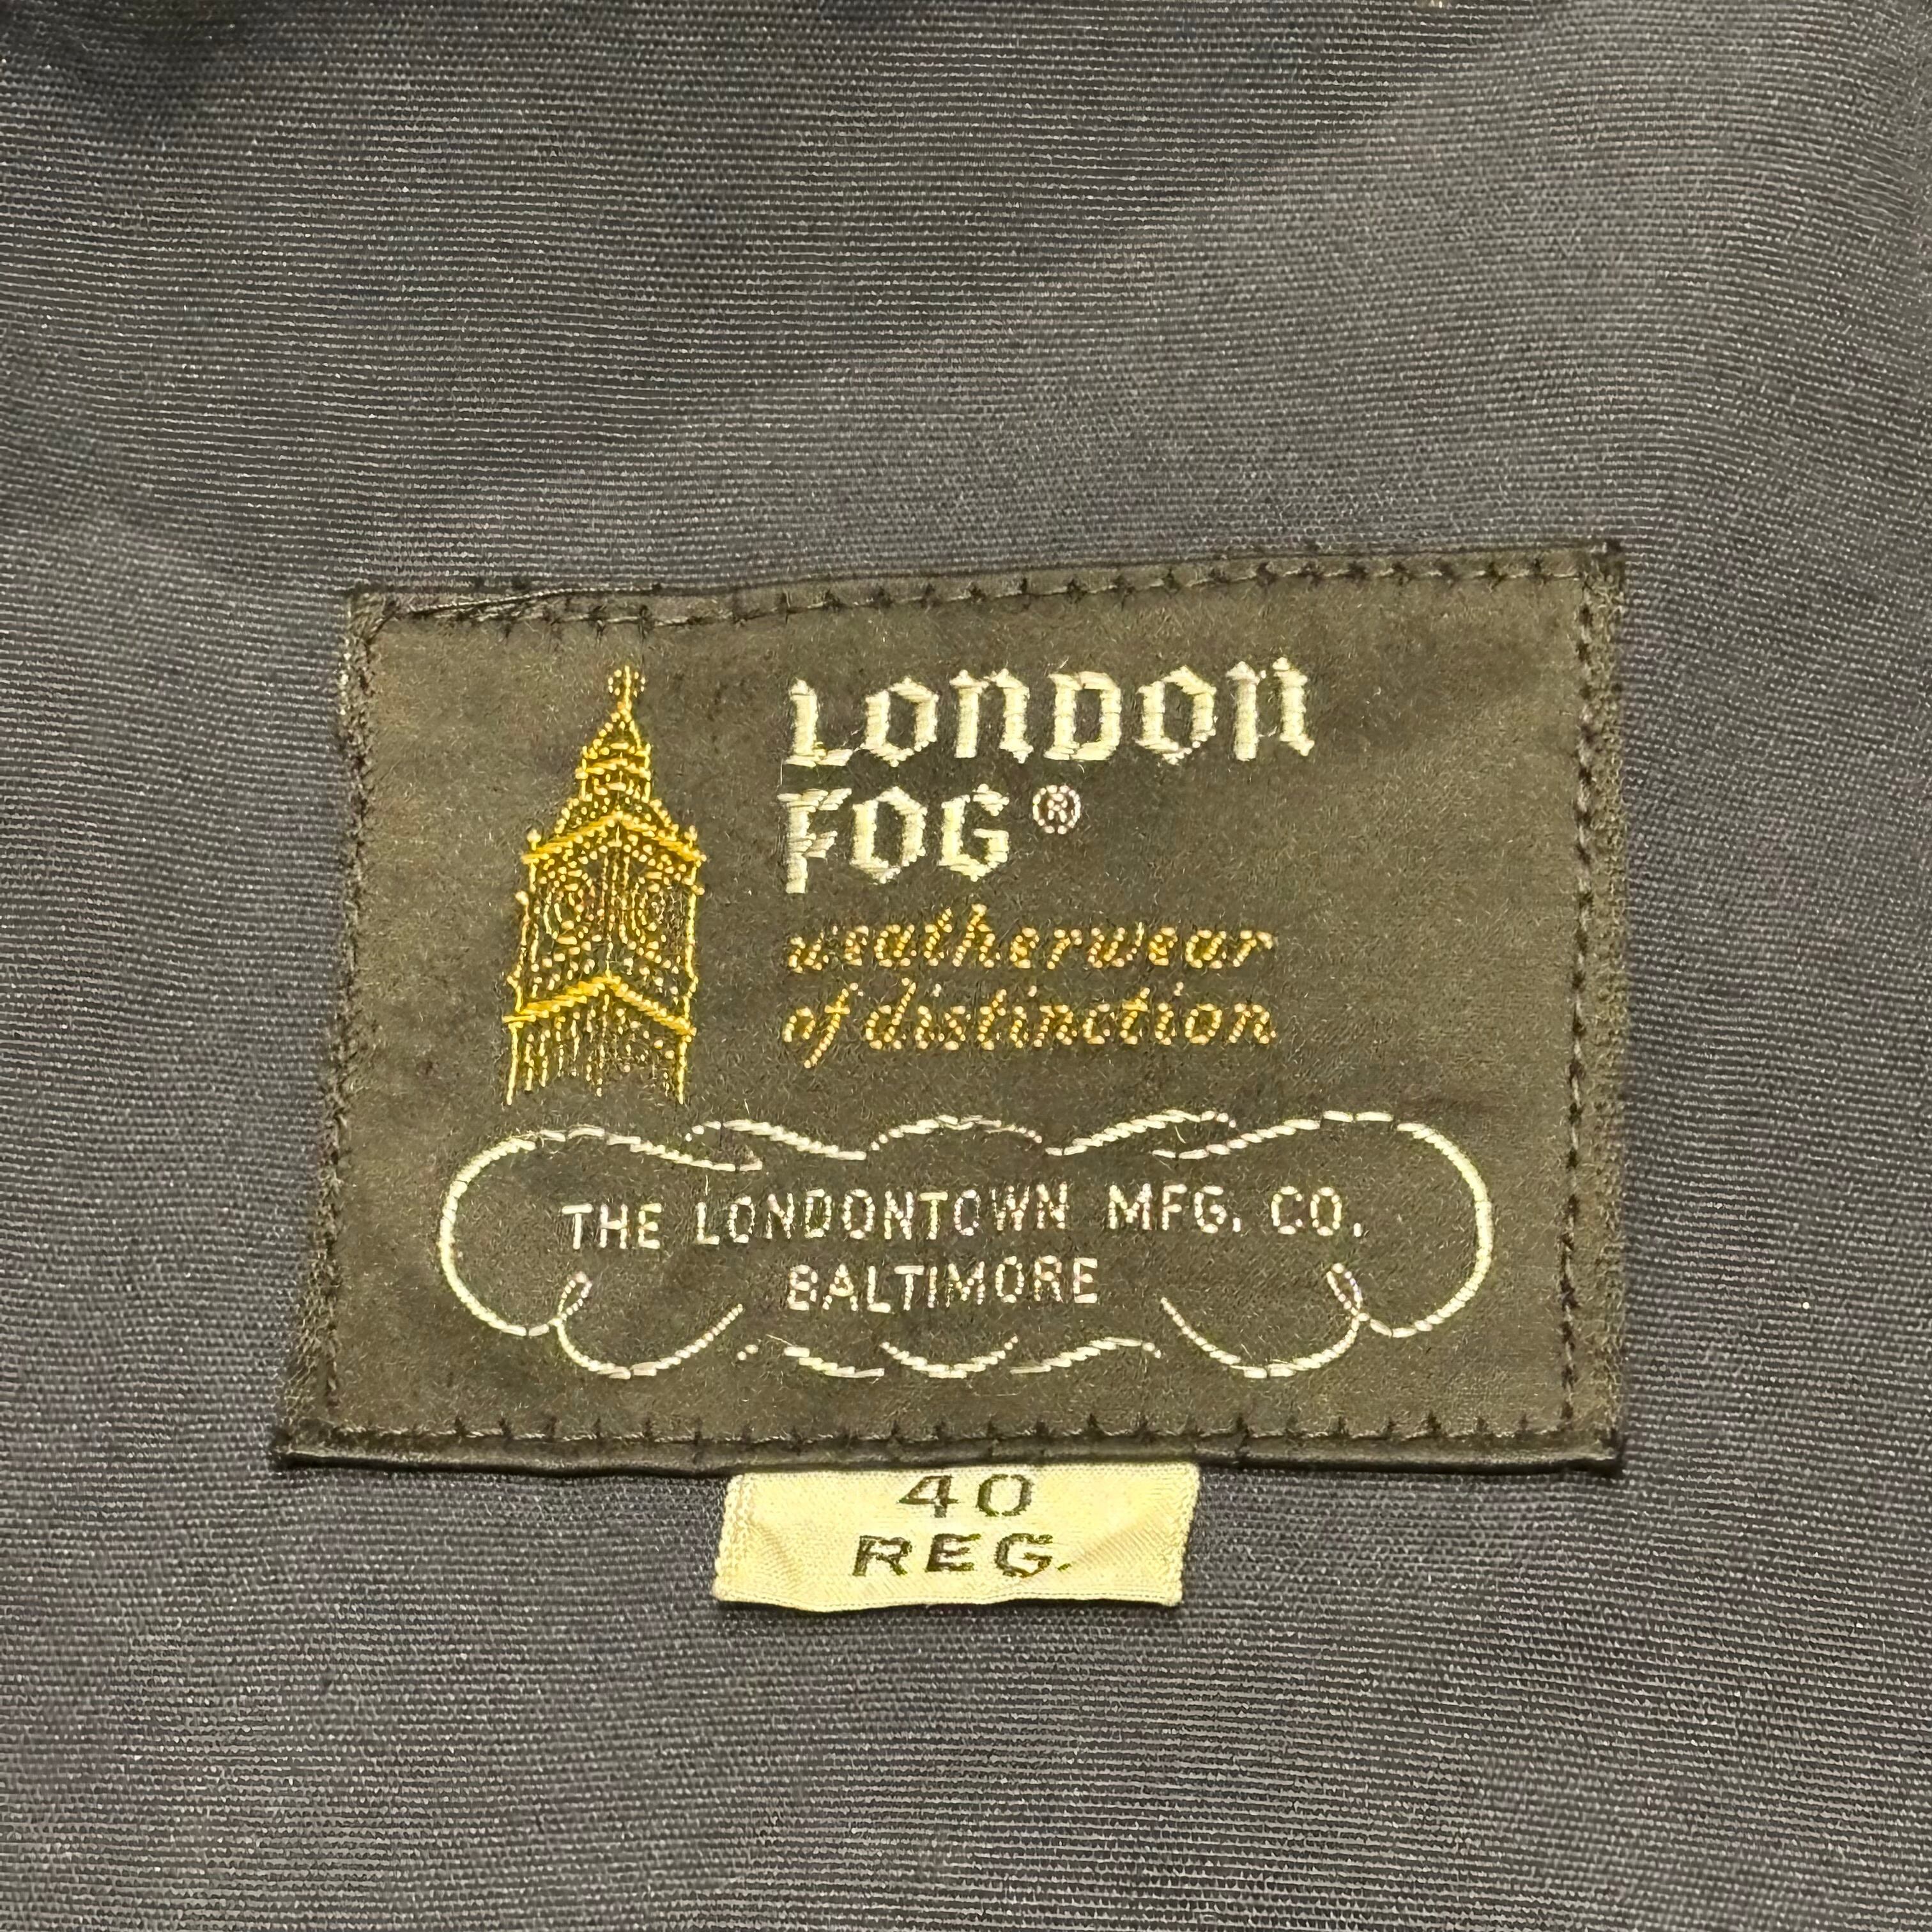 LONDON
FOG®
weatherwear
of distinction
THE LONDONTOWN MFG. CO.
BALTIMORE
40
REG.